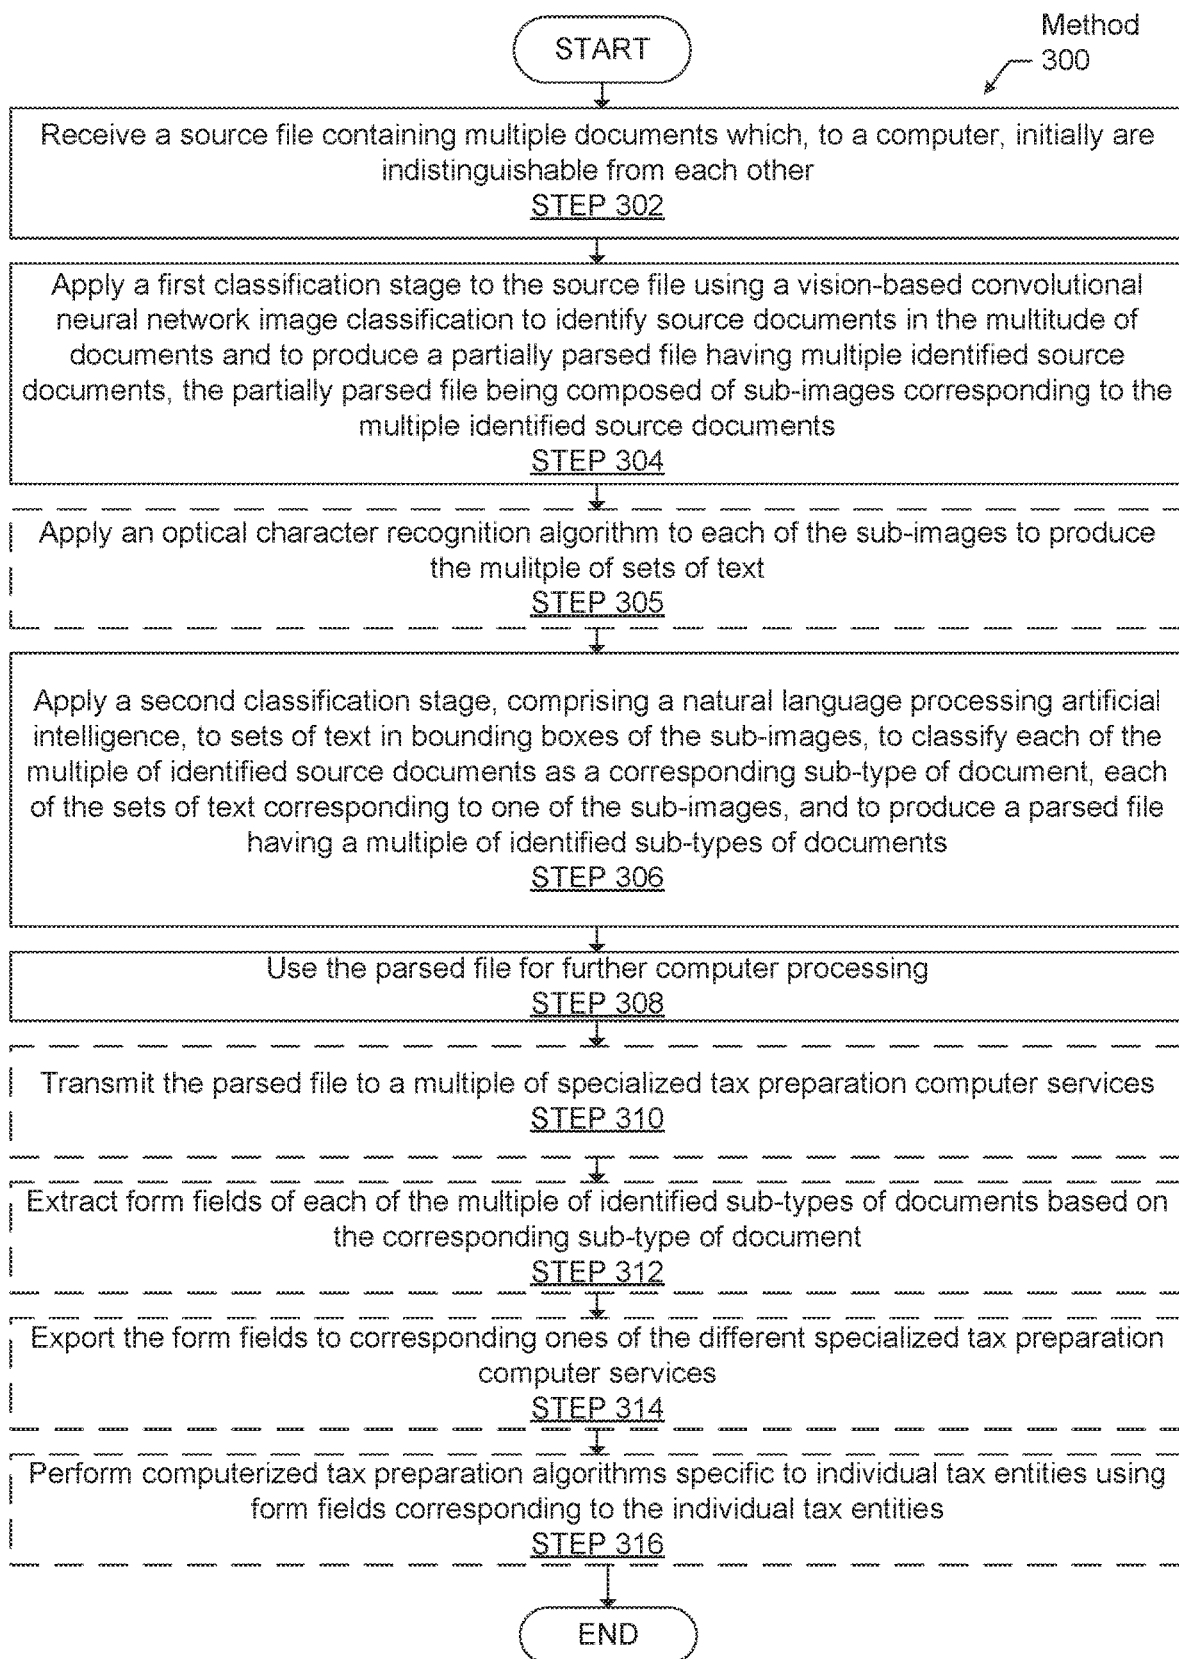 START
Method
300
Receive a source file containing multiple documents which, to a computer, initially are
indistinguishable from each other
STEP 302
Apply a first classification stage to the source file using a vision-based convolutional
neural network image classification to identify source documents in the multitude of
documents and to produce a partially parsed file having multiple identified source
documents, the partially parsed file being composed of sub-images corresponding to the
multiple identified source documents
STEP 304
Apply an optical character recognition algorithm to each of the sub-images to produce
the mulitple of sets of text
STEP 305
Apply a second classification stage, comprising a natural language processing artificial
intelligence, to sets of text in bounding boxes of the sub-images, to classify each of the
multiple of identified source documents as a corresponding sub-type of document, each
of the sets of text corresponding to one of the sub-images, and to produce a parsed file
having a multiple of identified sub-types of documents
STEP 306
Use the parsed file for further computer processing
STEP 308
Transmit the parsed file to a multiple of specialized tax preparation computer services
STEP 310
Extract form fields of each of the multiple of identified sub-types of documents based on
the corresponding sub-type of document
STEP 312
Export the form fields to corresponding ones of the different specialized tax preparation
computer services
STEP 314
Perform computerized tax preparation algorithms specific to individual tax entities using
form fields corresponding to the individual tax entities
STEP 316
END